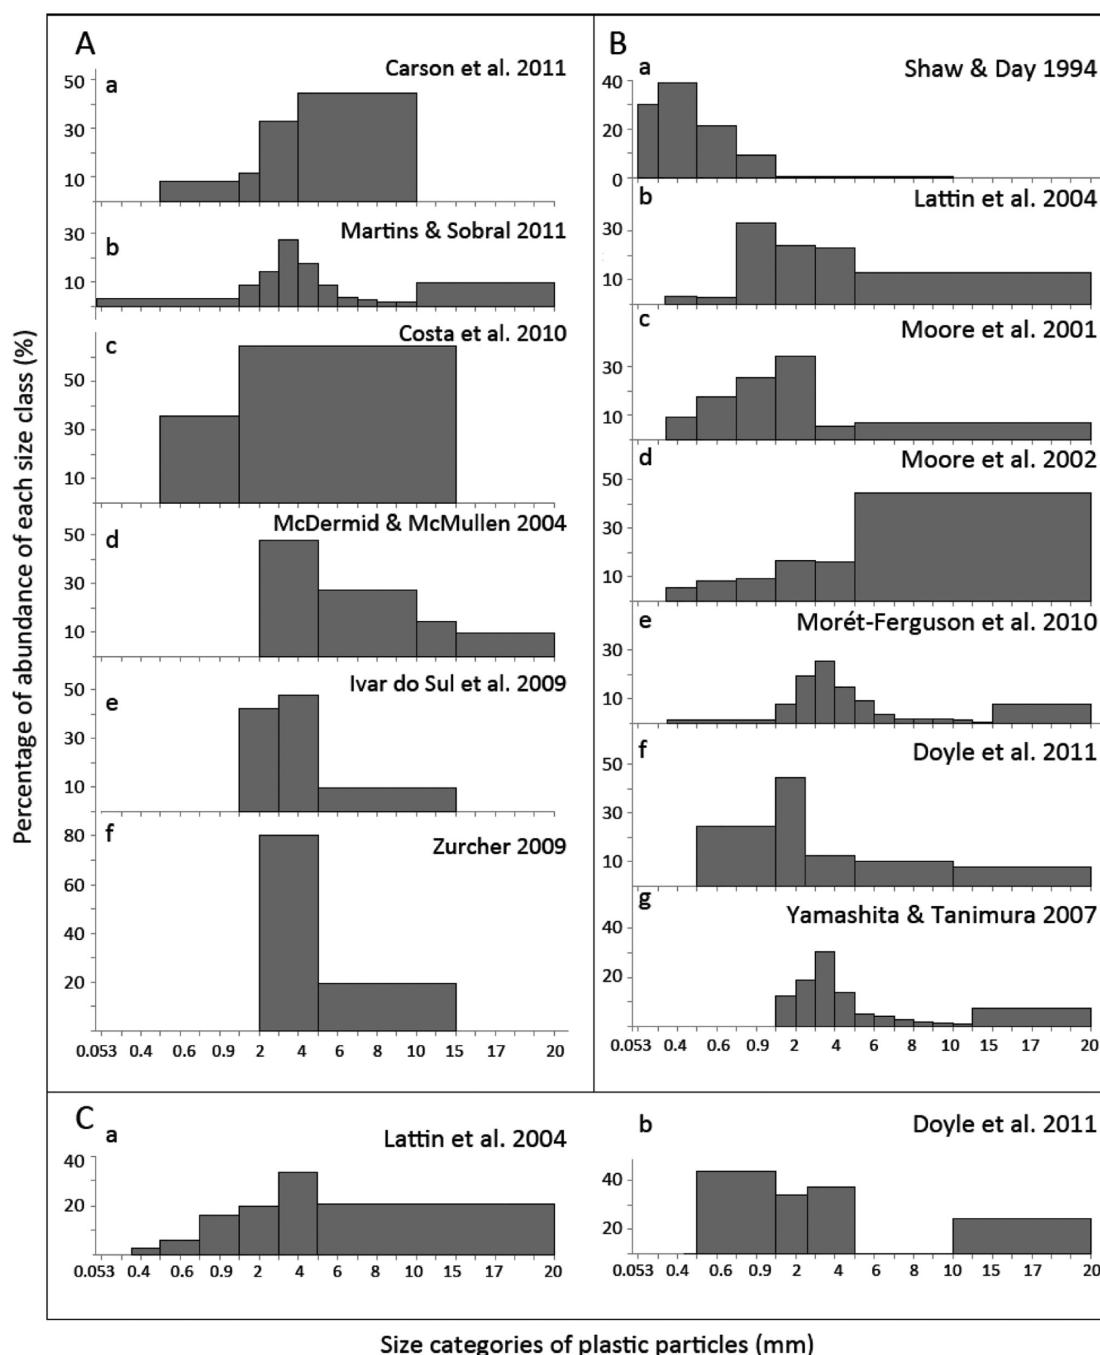 Percentage of abundance of each size class (%)
A
a
Carson et al. 2011
50
30
10
b
Martins & Sobral 2011
30
10
c
Costa et al. 2010
50
30
10
d
McDermid & McMullen 2004
50
30
10
e
Ivar do Sul et al. 2009
50
30
10
f
Zurcher 2009
80
60
40
20
0.053 0.4 0.6 0.9 2 4 6 8 10 15 17 20
B
a
Shaw & Day 1994
40
20
0
b
Lattin et al. 2004
30
10
c
Moore et al. 2001
30
10
d
Moore et al. 2002
50
30
10
e
Morét-Ferguson et al. 2010
30
10
f
Doyle et al. 2011
50
30
10
g
Yamashita & Tanimura 2007
40
20
0.053 0.4 0.6 0.9 2 4 6 8 10 15 17 20
C
a
Lattin et al. 2004
40
20
0.053 0.4 0.6 0.9 2 4 6 8 10 15 17 20
b
Doyle et al. 2011
40
20
0.053 0.4 0.6 0.9 2 4 6 8 10 15 17 20
Size categories of plastic particles (mm)